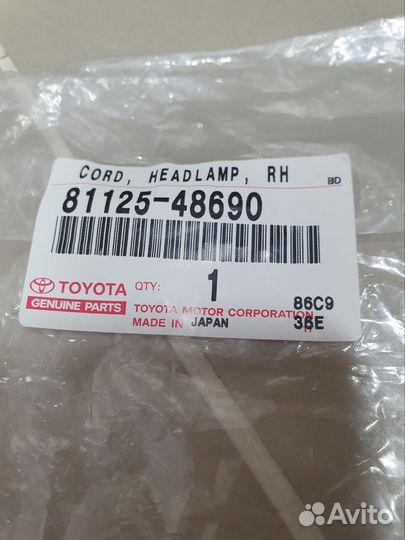 CORD, HEADLAMP, RH BD
81125-48690
TOYOTA QTY: 1
GENUINE PARTS TOYOTA MOTOR CORPORATION 86C9
MADE IN JAPAN 38E
Avito